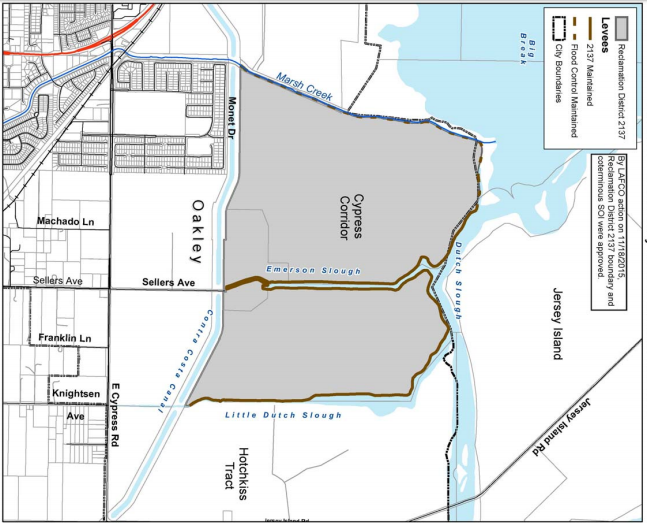 Reclamation District 2137
Levees
2137 Maintained
Flood Control Maintained
City Boundaries
By LAFCO action on 11/18/2015,
Reclamation District 2137 boundary and
coterminous SOI were approved
Big
Break
Marsh Creek
Monet Dr
Oakley
Cypress
Corridor
Dutch Slough
Jersey Island
Jersey Island Rd
Emerson Slough
Machado Ln
Sellers Ave
Sellers Ave
Contra Costa Canal
Franklin Ln
Knightsen
Ave
E Cypress Rd
Little Dutch Slough
Hotchkiss
Tract
Jersey Island Rd